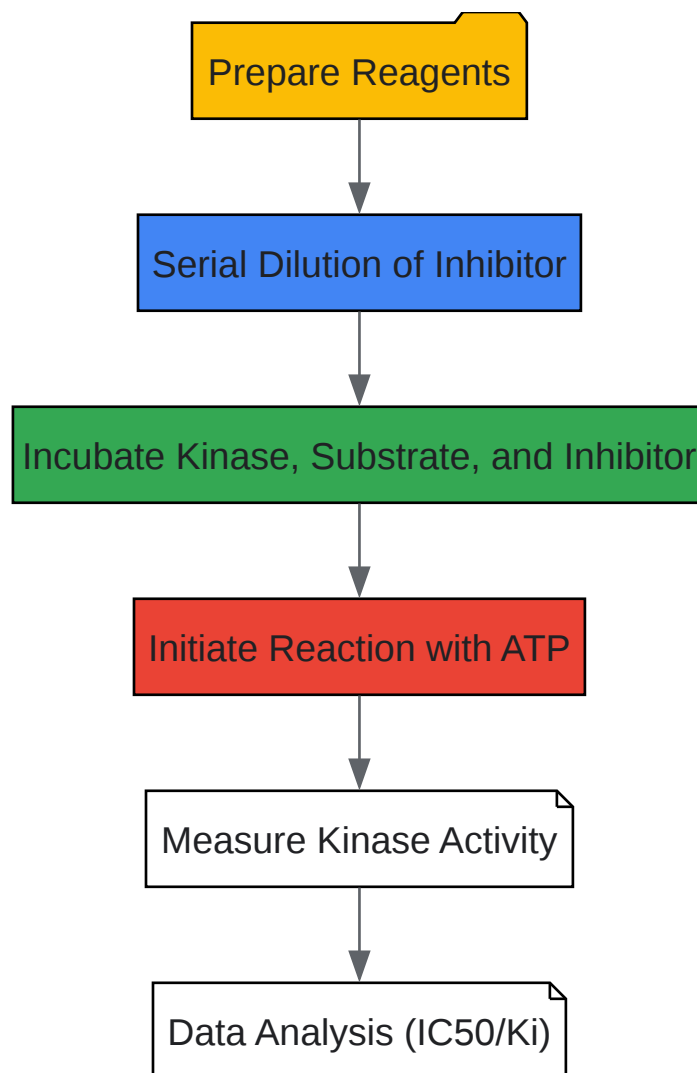 Prepare Reagents
Serial Dilution of Inhibitor
Incubate Kinase, Substrate, and Inhibitor
Initiate Reaction with ATP
Measure Kinase Activity
Data Analysis (IC50/Ki)